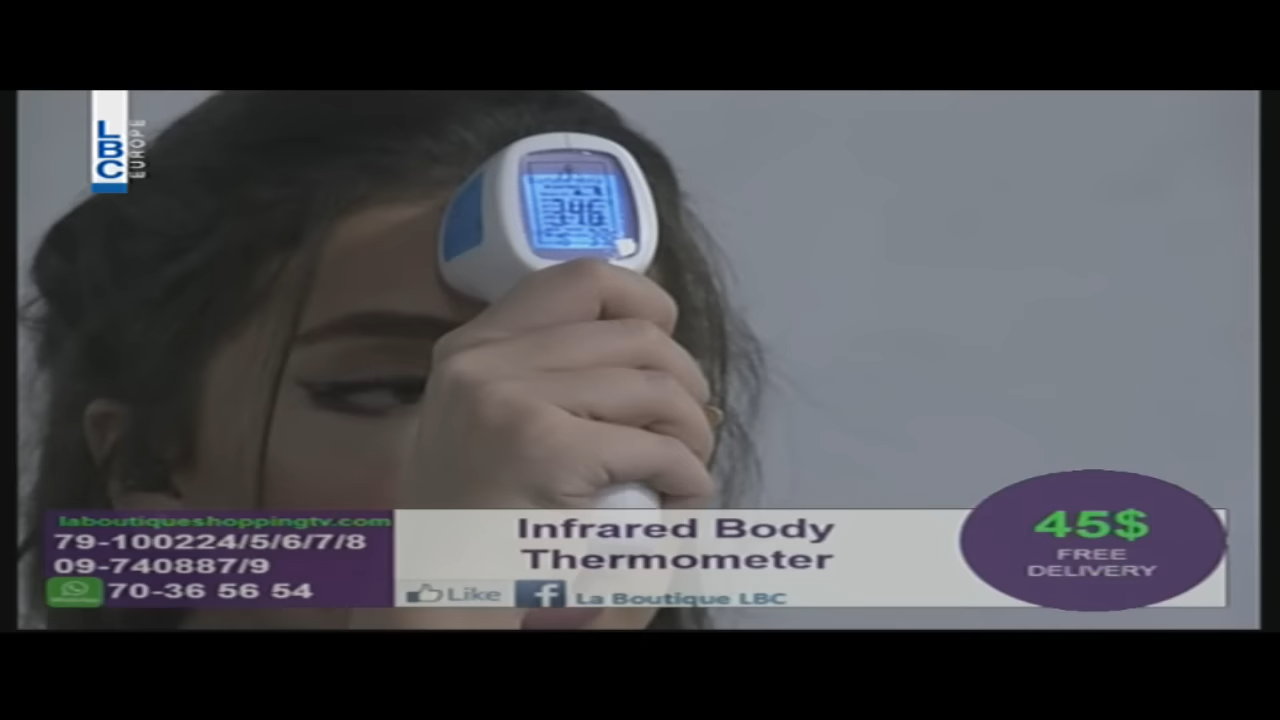 LBC
EUROPE
34.6
laboutiqueshoppingtv.com
79-100224/5/6/7/8
09-740887/9
70-36 56 54
Infrared Body
Thermometer
Like
La Boutique LBC
45$
FREE
DELIVERY